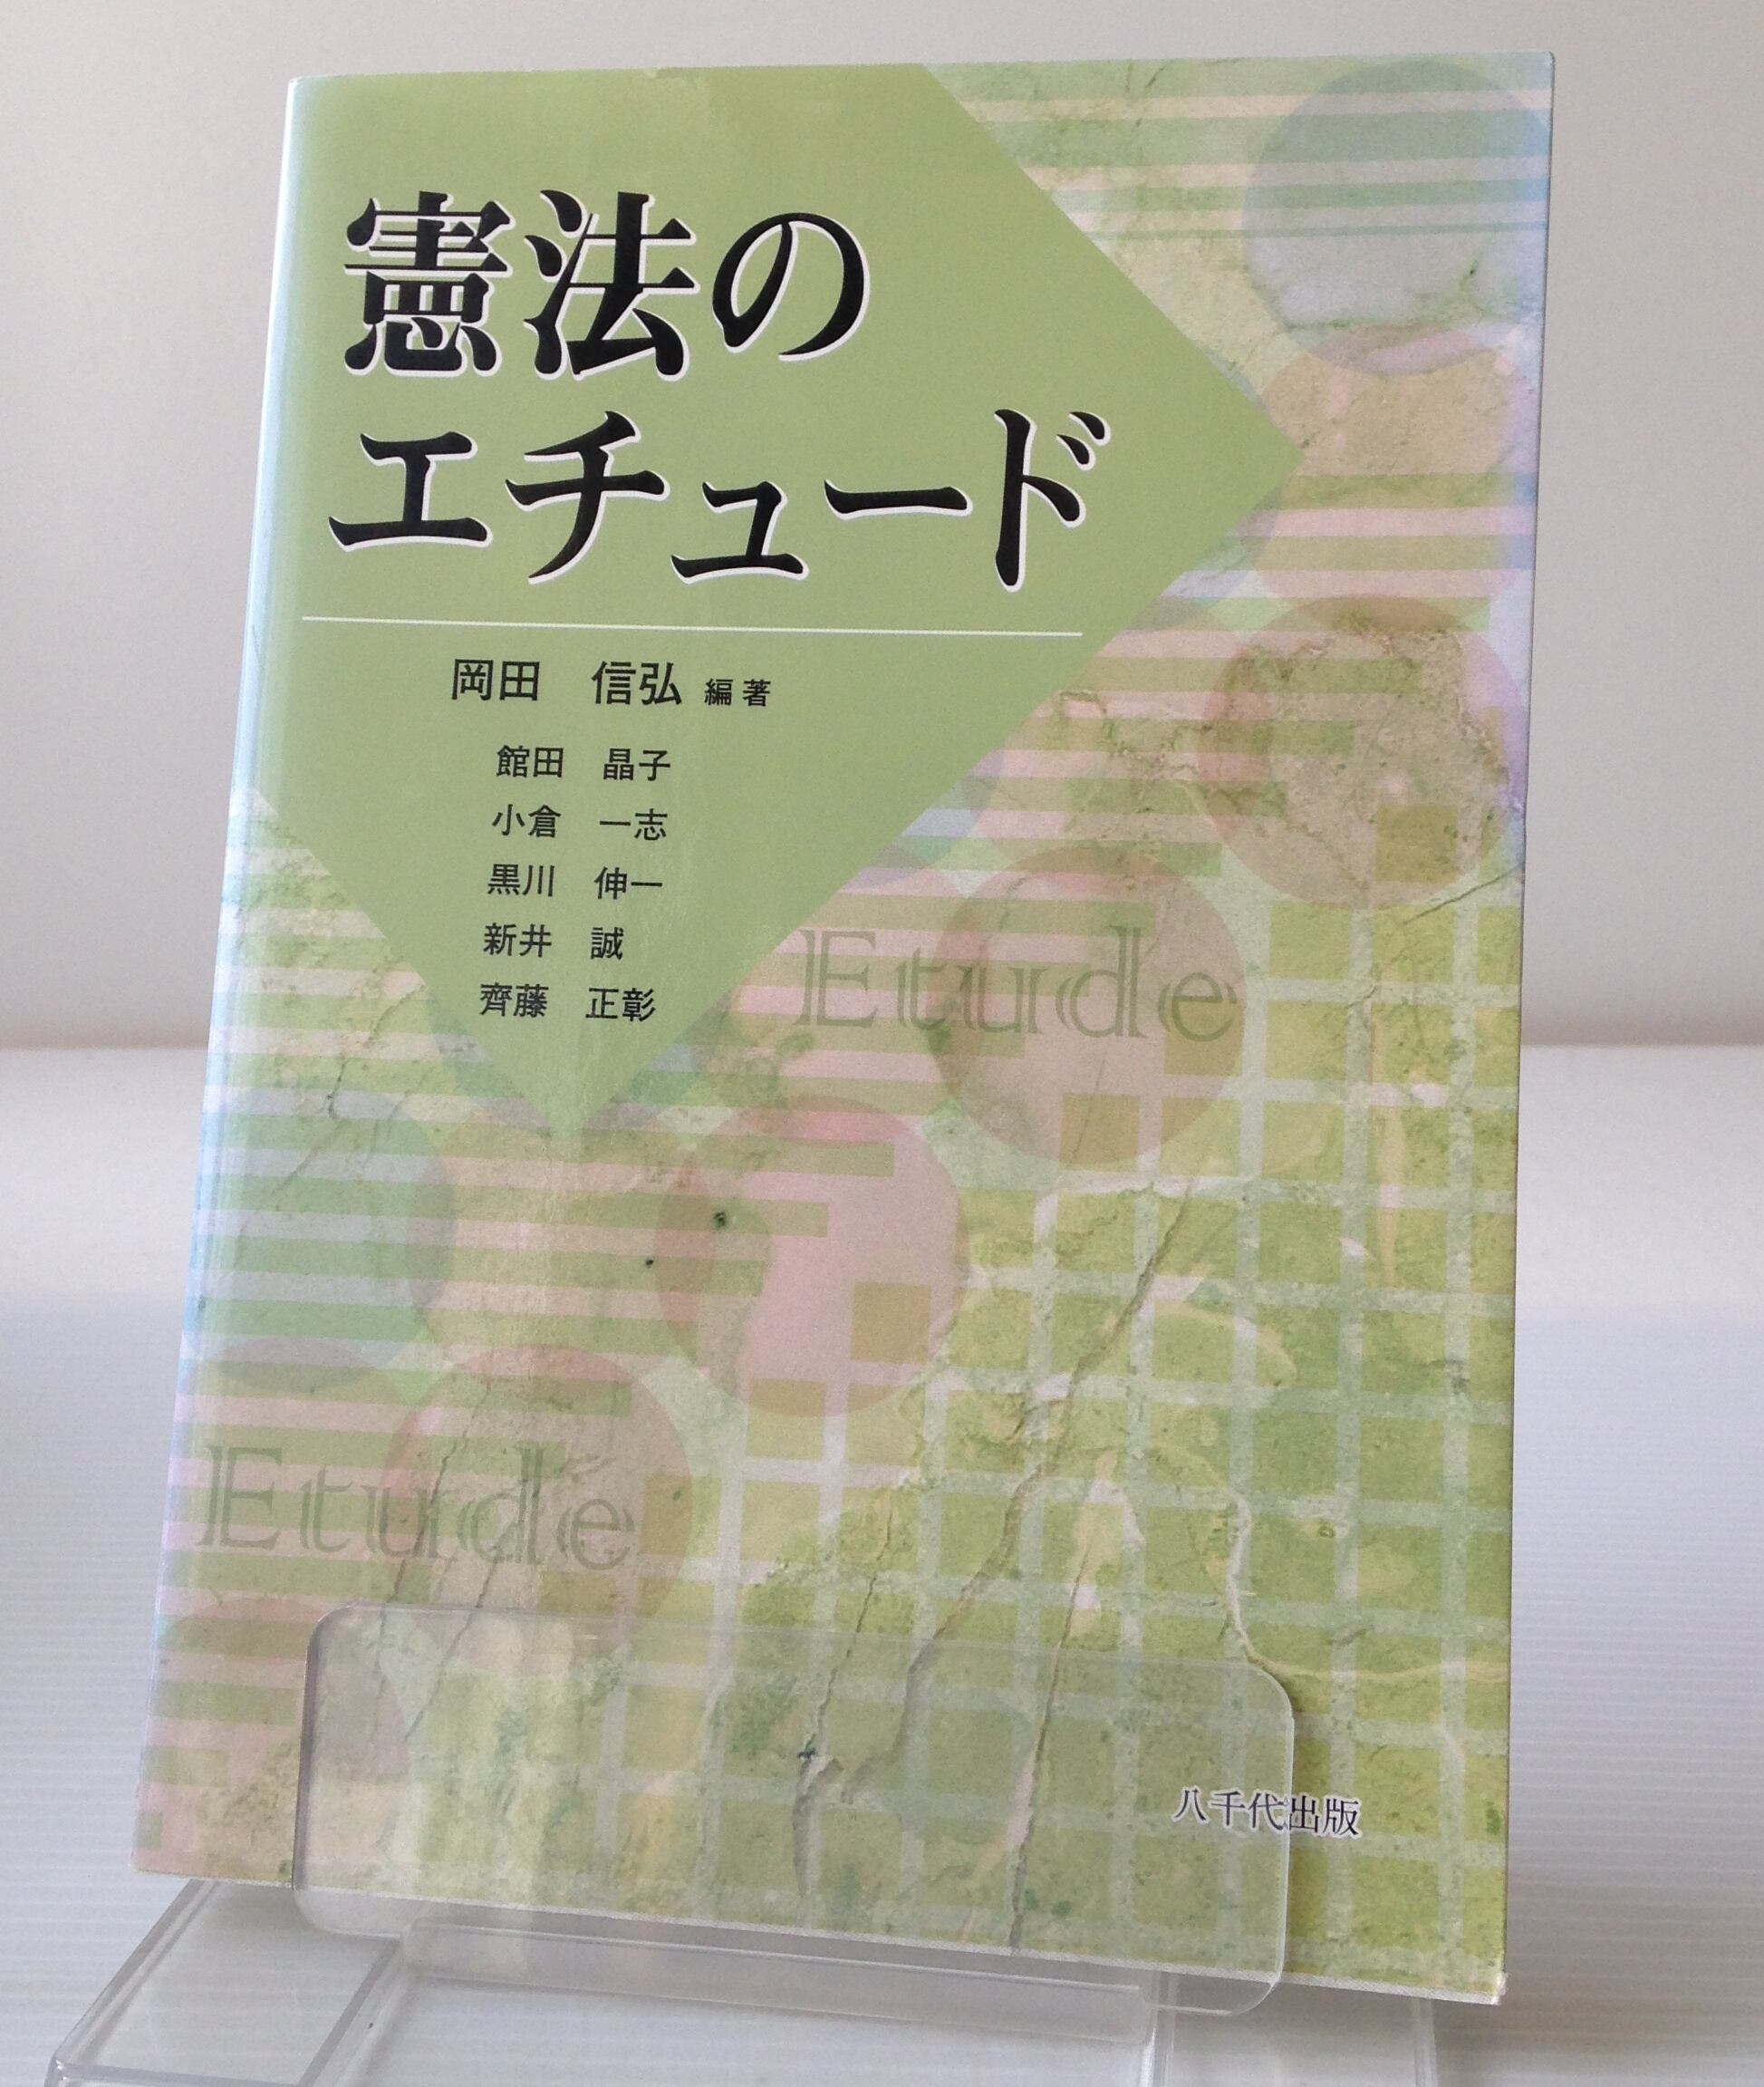 憲法の
エチュード
岡田 信弘 編著
館田 晶子
小倉 一志
黒川 伸一
新井 誠
齊藤 正彰
Etude
Etude
八千代出版